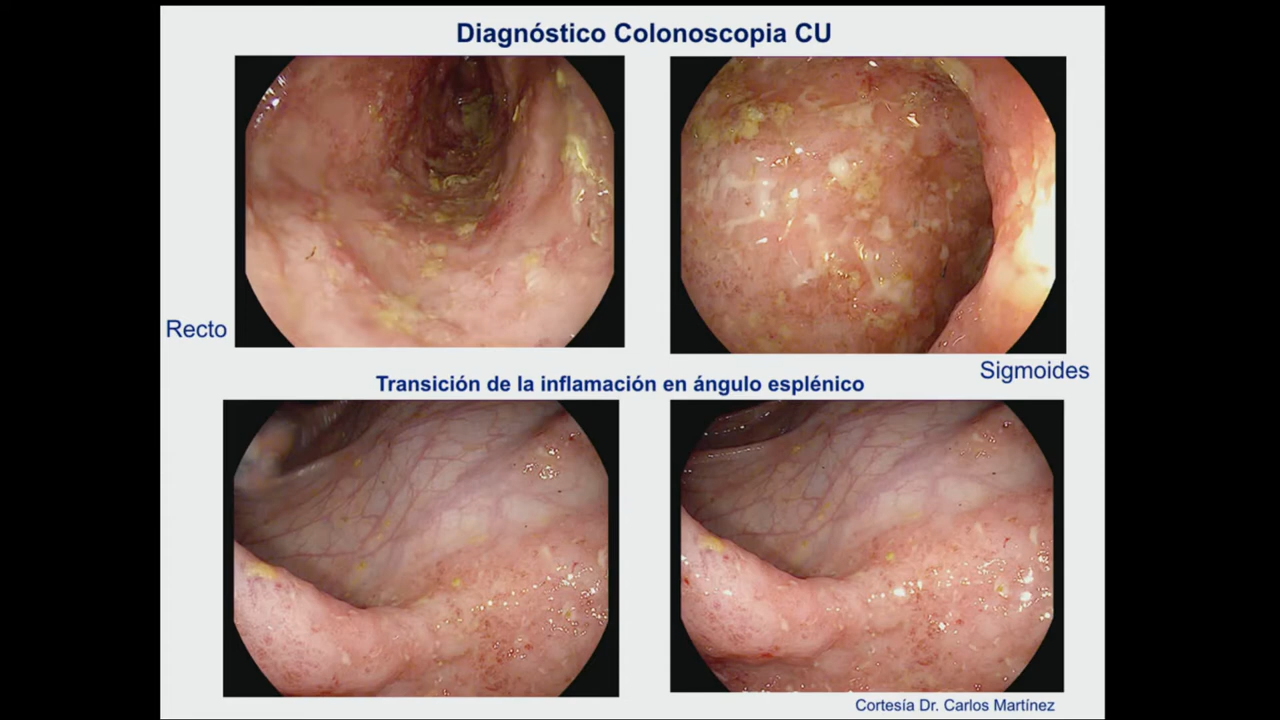 Diagnóstico Colonoscopia CU
Recto
Sigmoides
Transición de la inflamación en ángulo esplénico
Cortesía Dr. Carlos Martínez